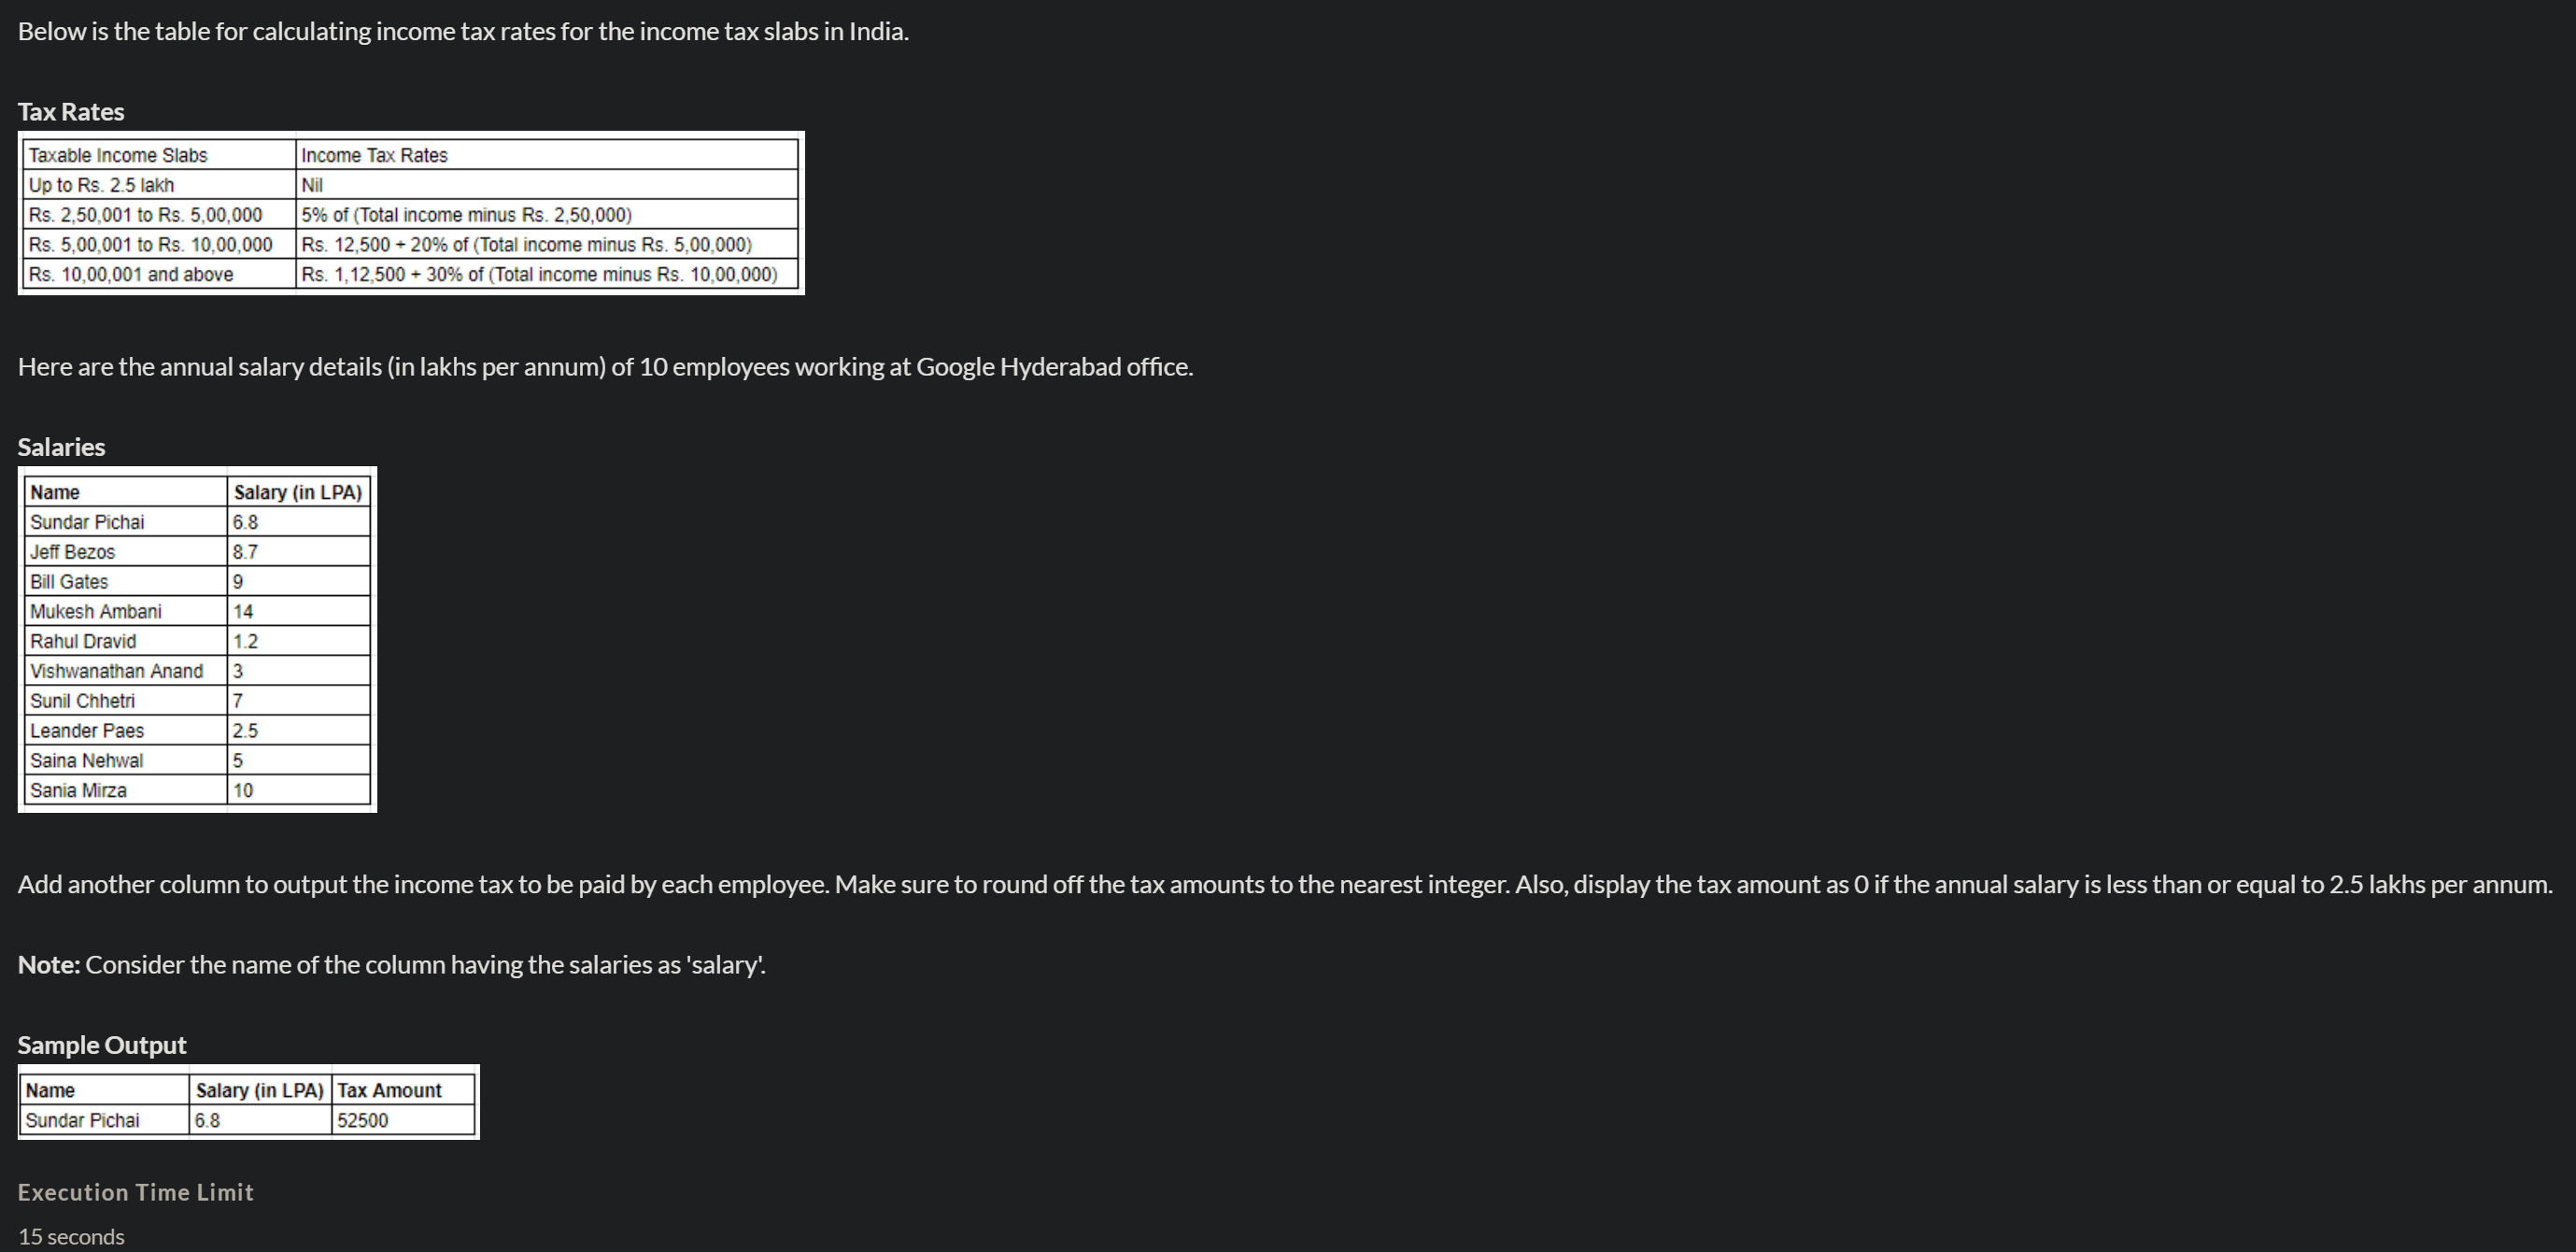 Below is the table for calculating income tax rates for the income tax slabs in India.
Tax Rates
Taxable Income Slabs Income Tax Rates
Up to Rs. 2.5 lakh Nil
Rs. 2,50,001 to Rs. 5,00,000 5% of (Total income minus Rs. 2,50,000)
Rs. 5,00,001 to Rs. 10,00,000 Rs. 12,500 + 20% of (Total income minus Rs. 5,00,000)
Rs. 10,00,001 and above Rs. 1,12,500 + 30% of (Total income minus Rs. 10,00,000)
Here are the annual salary details (in lakhs per annum) of 10 employees working at Google Hyderabad office.
Salaries
Name Salary (in LPA)
Sundar Pichai 6.8
Jeff Bezos 8.7
Bill Gates 9
Mukesh Ambani 14
Rahul Dravid 1.2
Vishwanathan Anand 3
Sunil Chhetri 7
Leander Paes 2.5
Saina Nehwal 5
Sania Mirza 10
Add another column to output the income tax to be paid by each employee. Make sure to round off the tax amounts to the nearest integer. Also, display the tax amount as 0 if the annual salary is less than or equal to 2.5 lakhs per annum.
Note: Consider the name of the column having the salaries as 'salary'.
Sample Output
Name Salary (in LPA) Tax Amount
Sundar Pichai 6.8 52500
Execution Time Limit
15 seconds